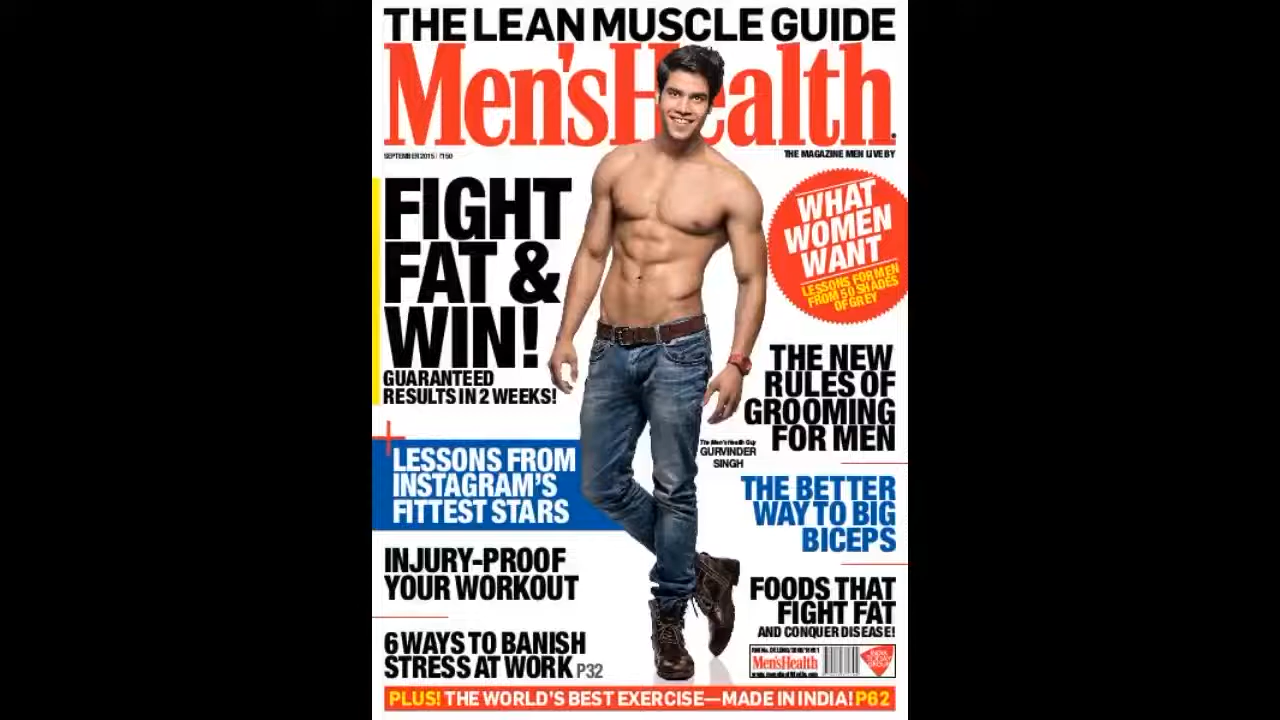 THE LEAN MUSCLE GUIDE
Men'sHealth
SEPTEMBER 2015 | ₹150
THE MAGAZINE MEN LIVE BY
FIGHT
FAT &
WIN!
GUARANTEED
RESULTS IN 2 WEEKS!
LESSONS FROM
INSTAGRAM'S
FITTEST STARS
INJURY-PROOF
YOUR WORKOUT
6 WAYS TO BANISH
STRESS AT WORK P32
WHAT
WOMEN
WANT
LESSONS FOR MEN
FROM 50 SHADES
OF GREY
THE NEW
RULES OF
GROOMING
FOR MEN
The Men's Health Guy
GURVINDER
SINGH
THE BETTER
WAY TO BIG
BICEPS
FOODS THAT
FIGHT FAT
AND CONQUER DISEASE!
Men'sHealth
INDIA
TODAY
GROUP
PLUS! THE WORLD'S BEST EXERCISE—MADE IN INDIA! P62